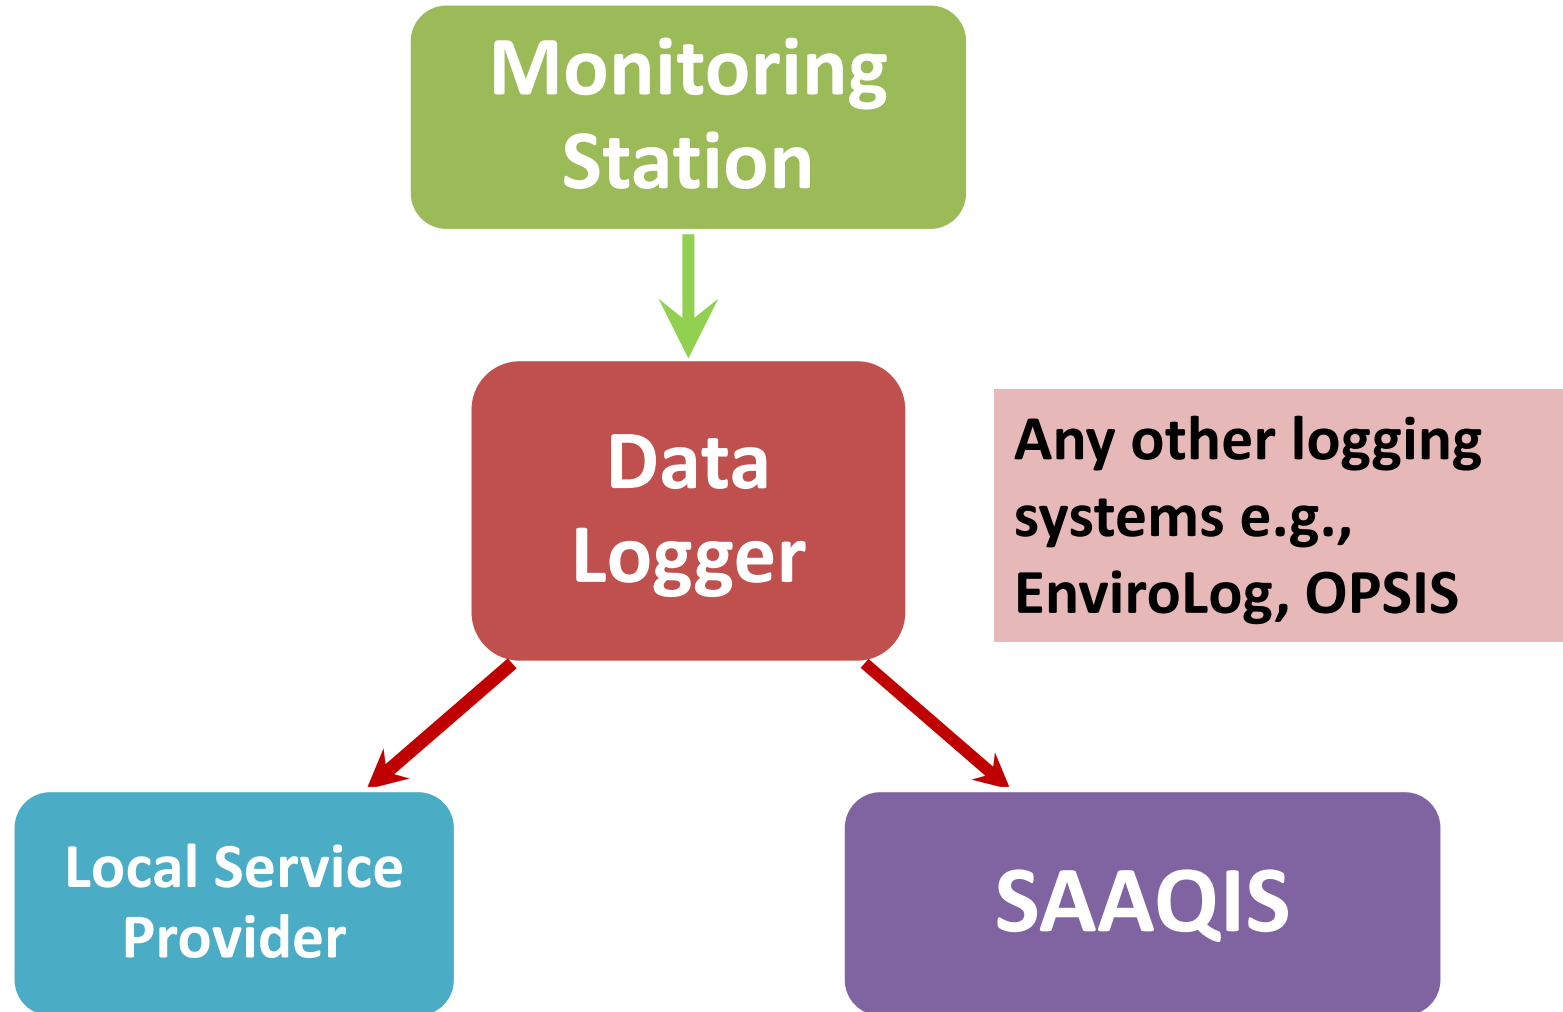 Monitoring
Station
Data
Logger
Any other logging
systems e.g.,
EnviroLog, OPSIS
Local Service
Provider
SAAQIS